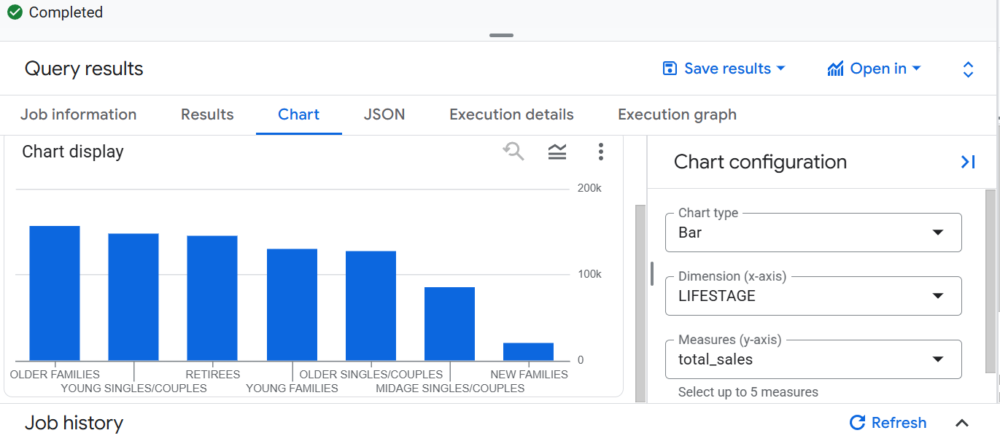 Completed
Query results
Save results
Open in
Job information
Results
Chart
JSON
Execution details
Execution graph
Chart display
200k
100k
0
OLDER FAMILIES
YOUNG SINGLES/COUPLES
RETIREES
YOUNG FAMILIES
OLDER SINGLES/COUPLES
MIDAGE SINGLES/COUPLES
NEW FAMILIES
Chart configuration
Chart type
Bar
Dimension (x-axis)
LIFESTAGE
Measures (y-axis)
total_sales
Select up to 5 measures
Job history
Refresh